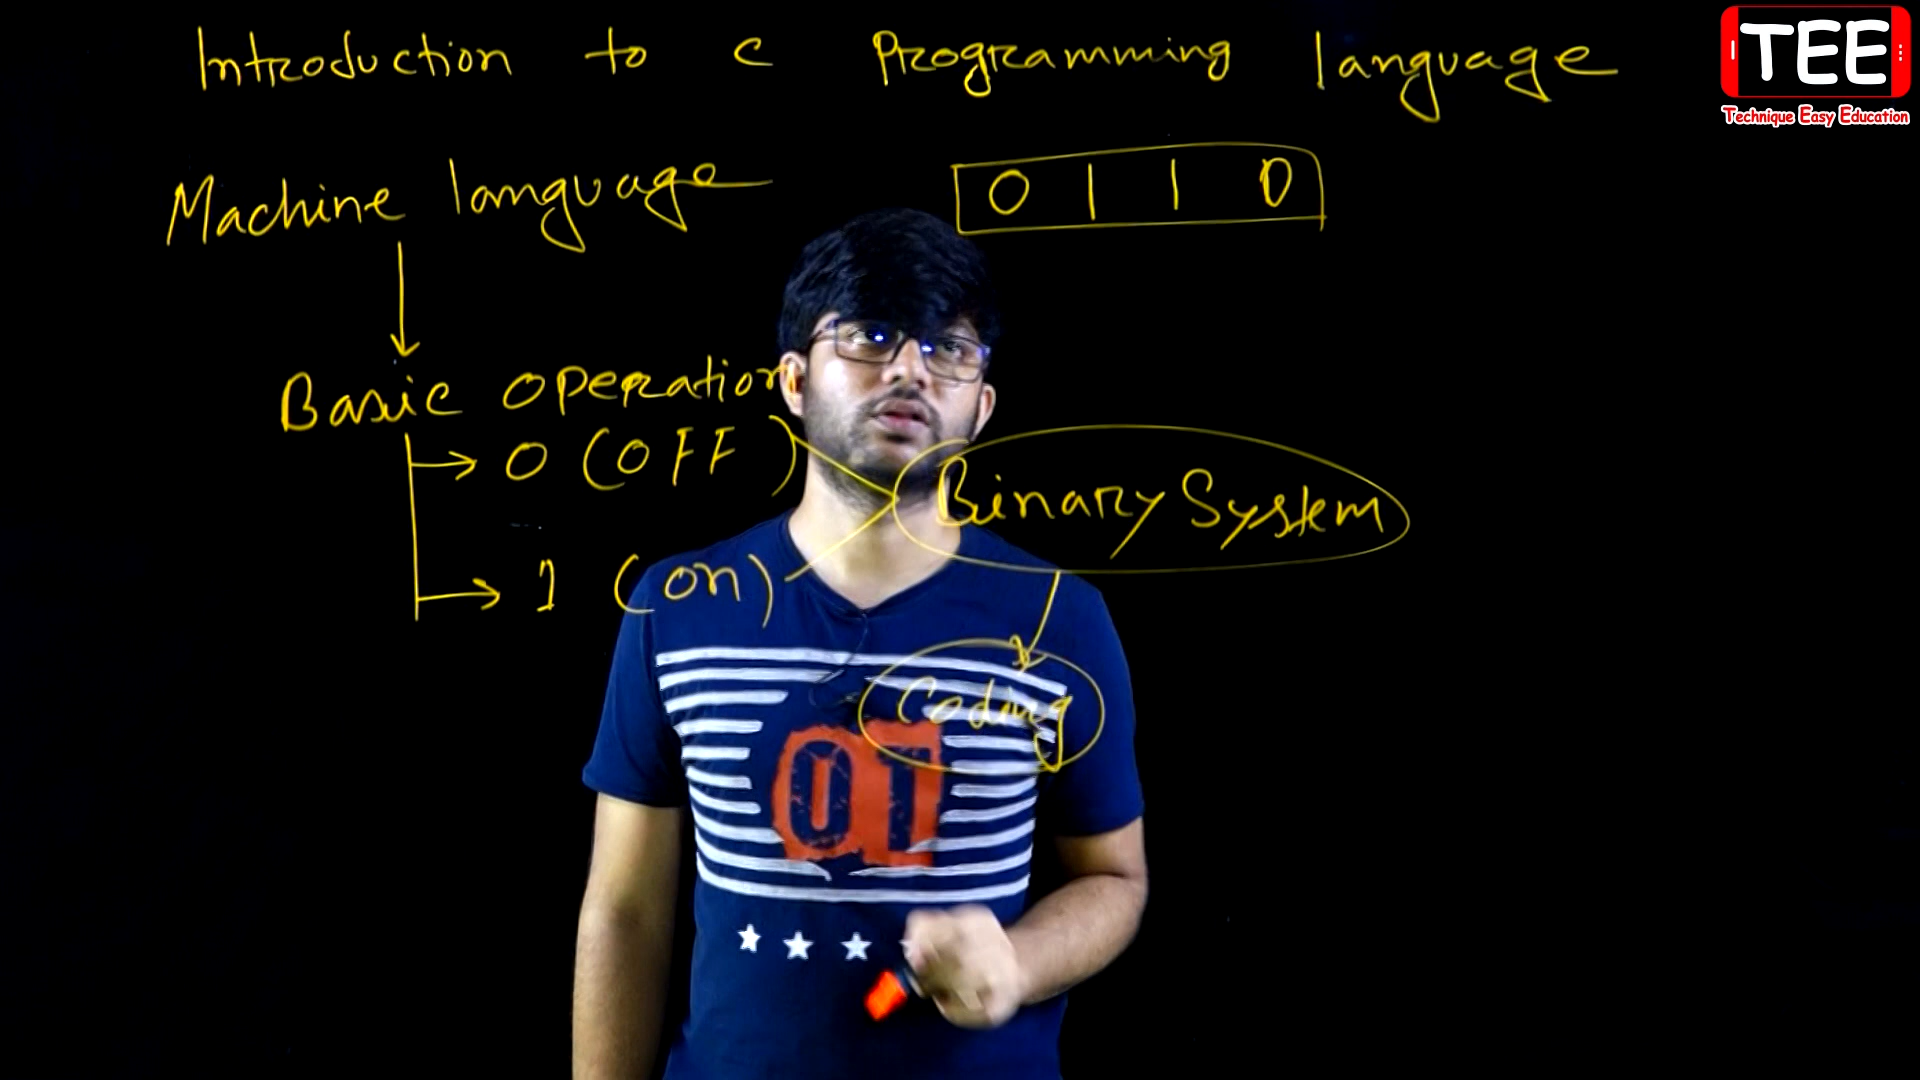 Introduction to c Programming language
TEE
Technique Easy Education
Machine language
0 1 1 0
Basic operation
0 (OFF)
Binary System
1 (on)
Coding
01